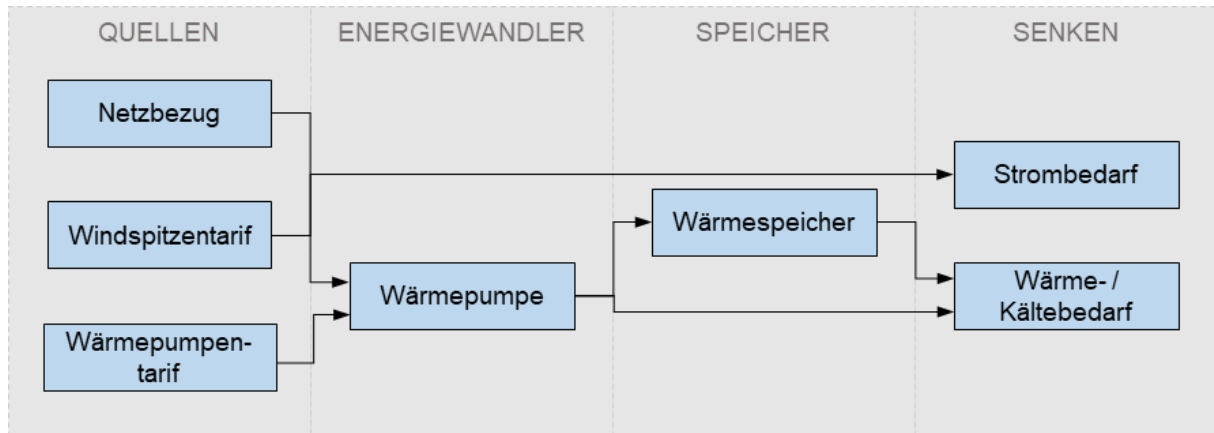 QUELLEN
ENERGIEWANDLER
SPEICHER
SENKEN
Netzbezug
Windspitzentarif
Wärmepumpen-
tarif
Wärmepumpe
Wärmespeicher
Strombedarf
Wärme- /
Kältebedarf